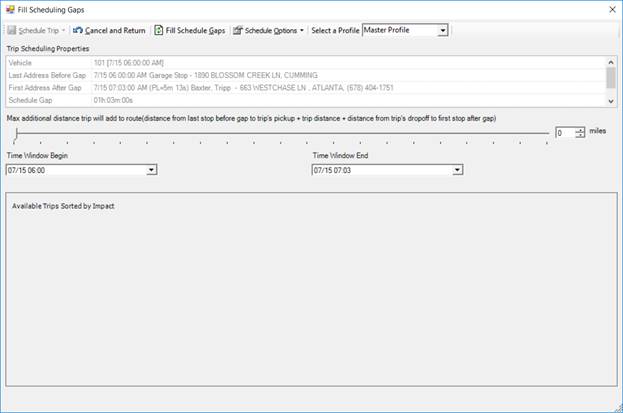 Fill Scheduling Gaps
Schedule Trip Cancel and Return Fill Schedule Gaps Schedule Options Select a Profile Master Profile
Trip Scheduling Properties
Vehicle 101 [7/15 06:00:00 AM]
Last Address Before Gap 7/15 06:00:00 AM Garage Stop - 1890 BLOSSOM CREEK LN, CUMMING
First Address After Gap 7/15 07:03:00 AM (PL=5m 13s) Baxter, Tripp - 663 WESTCHASE LN , ATLANTA, (678) 404-1751
Schedule Gap 01h:03m:00s
Max additional distance trip will add to route(distance from last stop before gap to trip's pickup + trip distance + distance from trip's dropoff to first stop after gap)
0 miles
Time Window Begin Time Window End
07/15 06:00 07/15 07:03
Available Trips Sorted by Impact